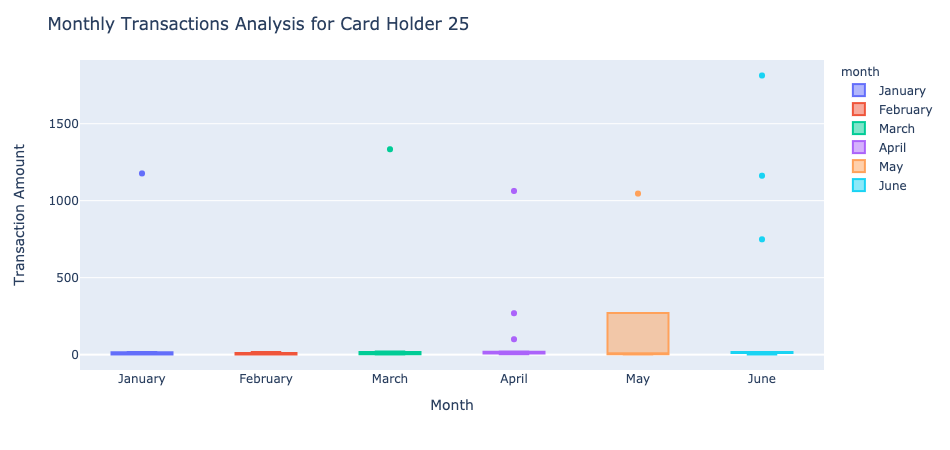 Monthly Transactions Analysis for Card Holder 25
month
January
February
March
April
May
June
Transaction Amount
1500
1000
500
0
January February March April May June
Month